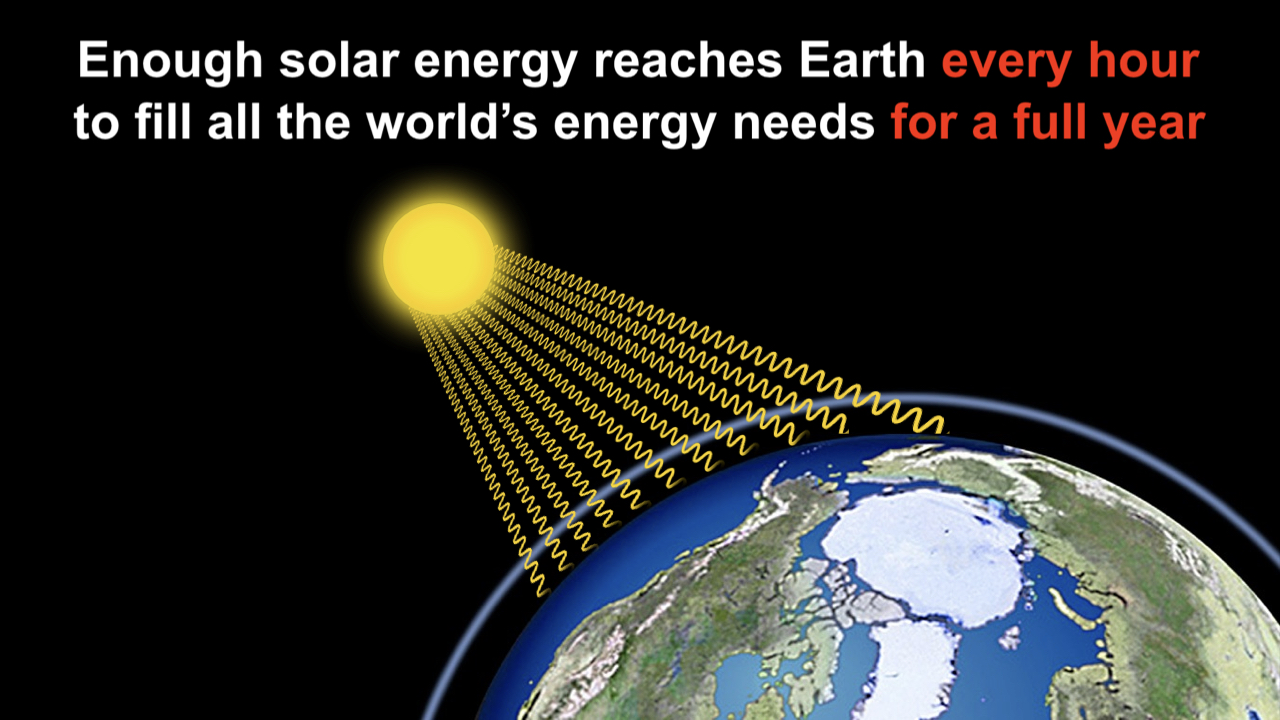 Enough solar energy reaches Earth every hour
to fill all the world’s energy needs for a full year